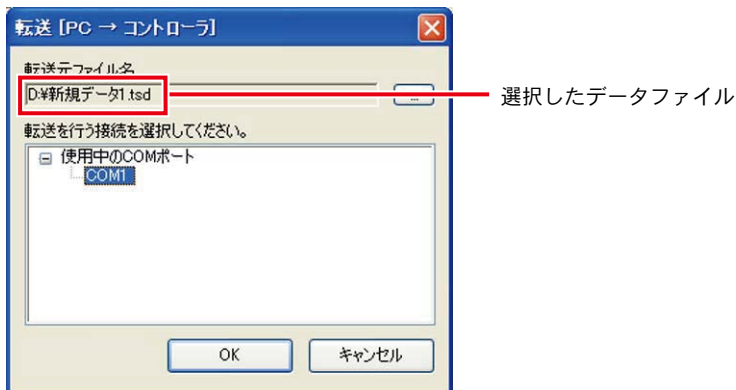 転送 [PC → コントローラ]
転送元ファイル名
D:¥新規データ1.tsd
...
選択したデータファイル
転送を行う接続を選択してください。
使用中のCOMポート
COM1
OK
キャンセル